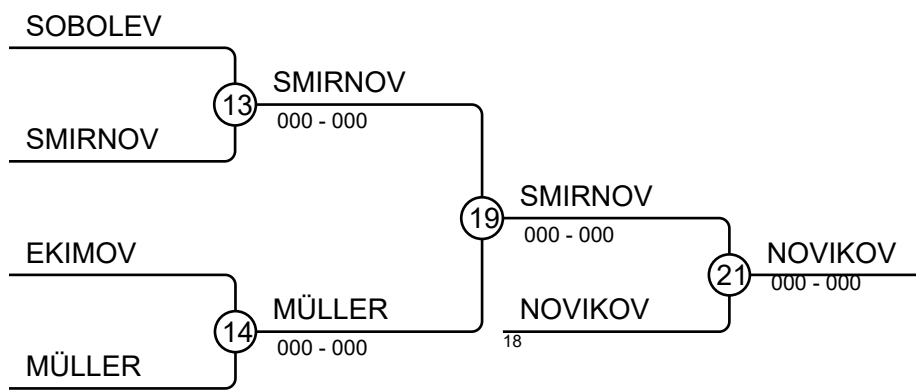 SOBOLEV
13
SMIRNOV
000 - 000
SMIRNOV
19
SMIRNOV
000 - 000
EKIMOV
14
MÜLLER
000 - 000
MÜLLER
21
NOVIKOV
000 - 000
NOVIKOV
18